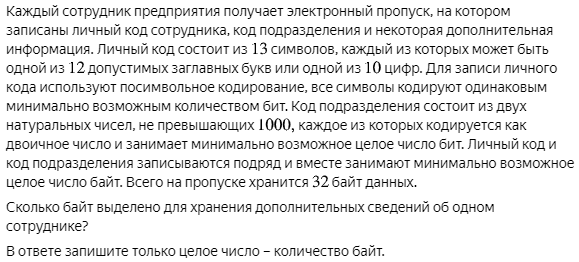 Каждый сотрудник предприятия получает электронный пропуск, на котором
записаны личный код сотрудника, код подразделения и некоторая дополнительная
информация. Личный код состоит из 13 символов, каждый из которых может быть
одной из 12 допустимых заглавных букв или одной из 10 цифр. Для записи личного
кода используют посимвольное кодирование, все символы кодируют одинаковым
минимально возможным количеством бит. Код подразделения состоит из двух
натуральных чисел, не превышающих 1000, каждое из которых кодируется как
двоичное число и занимает минимально возможное целое число бит. Личный код и
код подразделения записываются подряд и вместе занимают минимально возможное
целое число байт. Всего на пропуске хранится 32 байт данных.
Сколько байт выделено для хранения дополнительных сведений об одном
сотруднике?
В ответе запишите только целое число – количество байт.